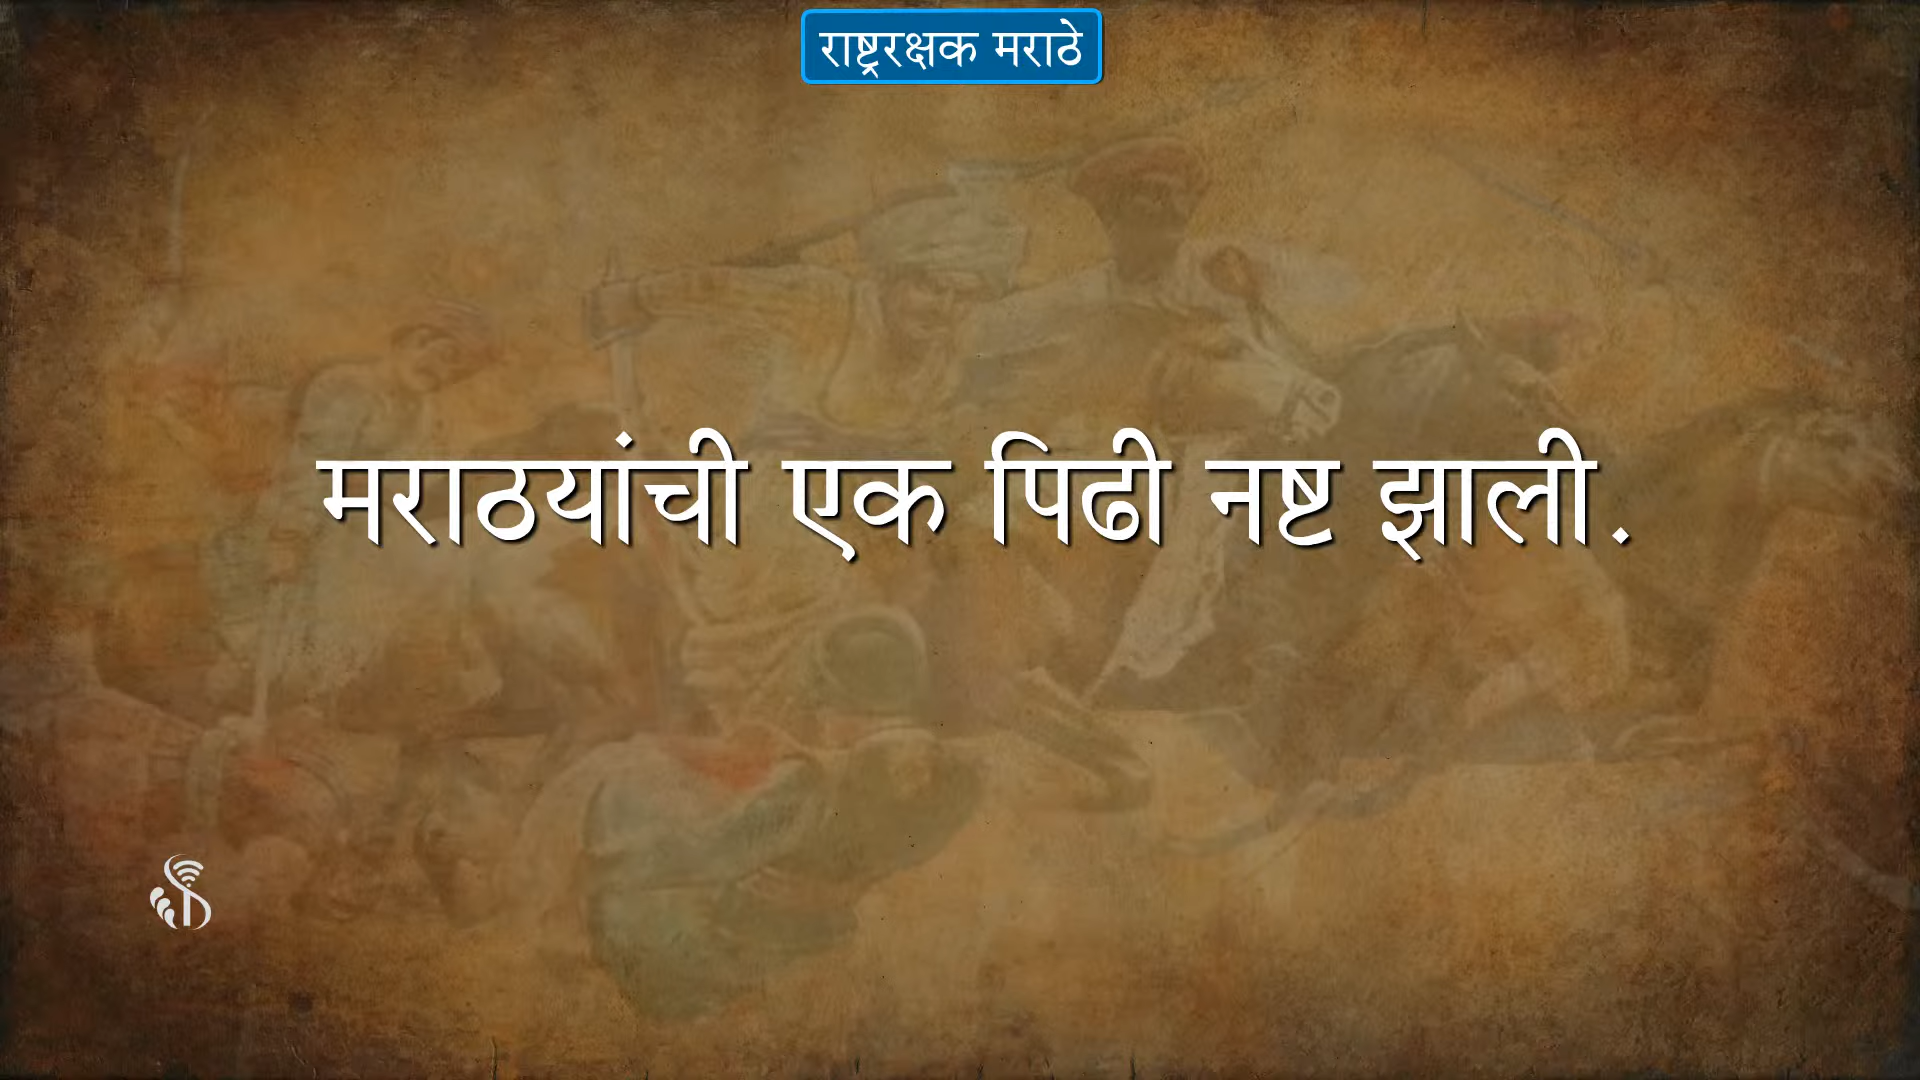 राष्ट्ररक्षक मराठे
मराठयांची एक पिढी नष्ट झाली.